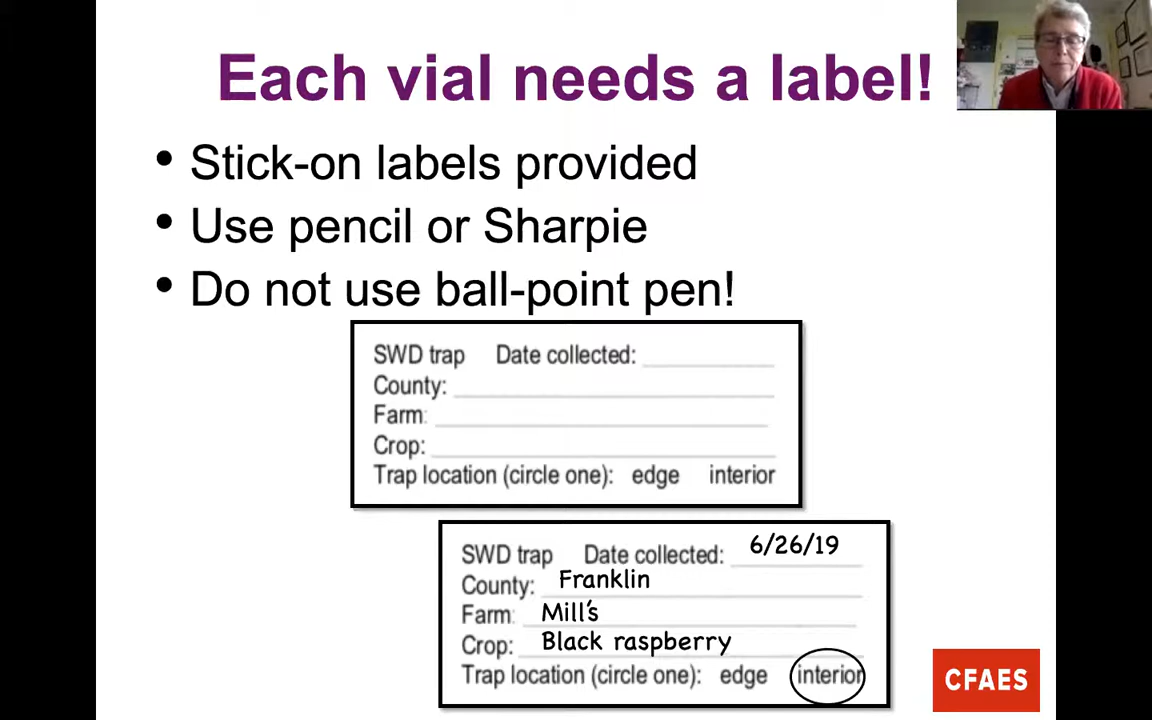 Each vial needs a label!
• Stick-on labels provided
• Use pencil or Sharpie
• Do not use ball-point pen!
SWD trap Date collected:
County:
Farm:
Crop:
Trap location (circle one): edge interior
SWD trap Date collected: 6/26/19
County: Franklin
Farm: Mill's
Crop: Black raspberry
Trap location (circle one): edge interior
CFAES